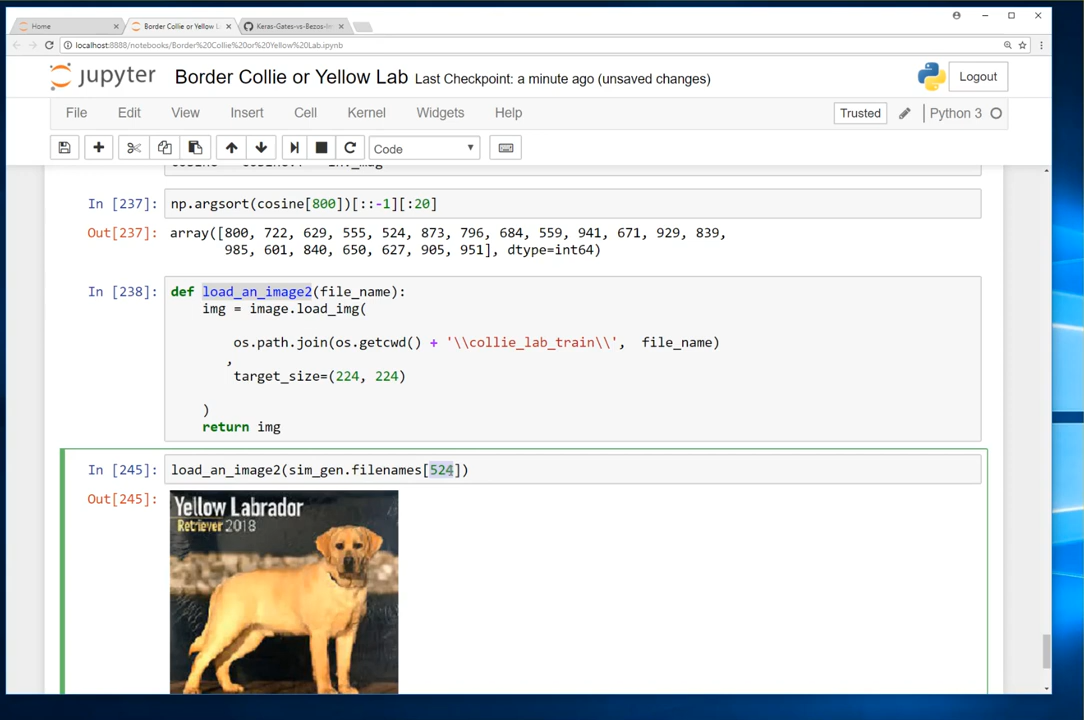 Home
Border Collie or Yellow L
Keras-Gates-vs-Bezos-In
localhost:8888/notebooks/Border%20Collie%20or%20Yellow%20Lab.ipynb
jupyter Border Collie or Yellow Lab Last Checkpoint: a minute ago (unsaved changes) Logout
File Edit View Insert Cell Kernel Widgets Help Trusted Python 3
Code
In [237]: np.argsort(cosine[800])[::-1][:20]
Out[237]: array([800, 722, 629, 555, 524, 873, 796, 684, 559, 941, 671, 929, 839,
985, 601, 840, 650, 627, 905, 951], dtype=int64)
In [238]: def load_an_image2(file_name):
img = image.load_img(
os.path.join(os.getcwd() + '\\collie_lab_train\\', file_name)
,
target_size=(224, 224)
)
return img
In [245]: load_an_image2(sim_gen.filenames[524])
Out[245]:
Yellow Labrador
Retriever 2018